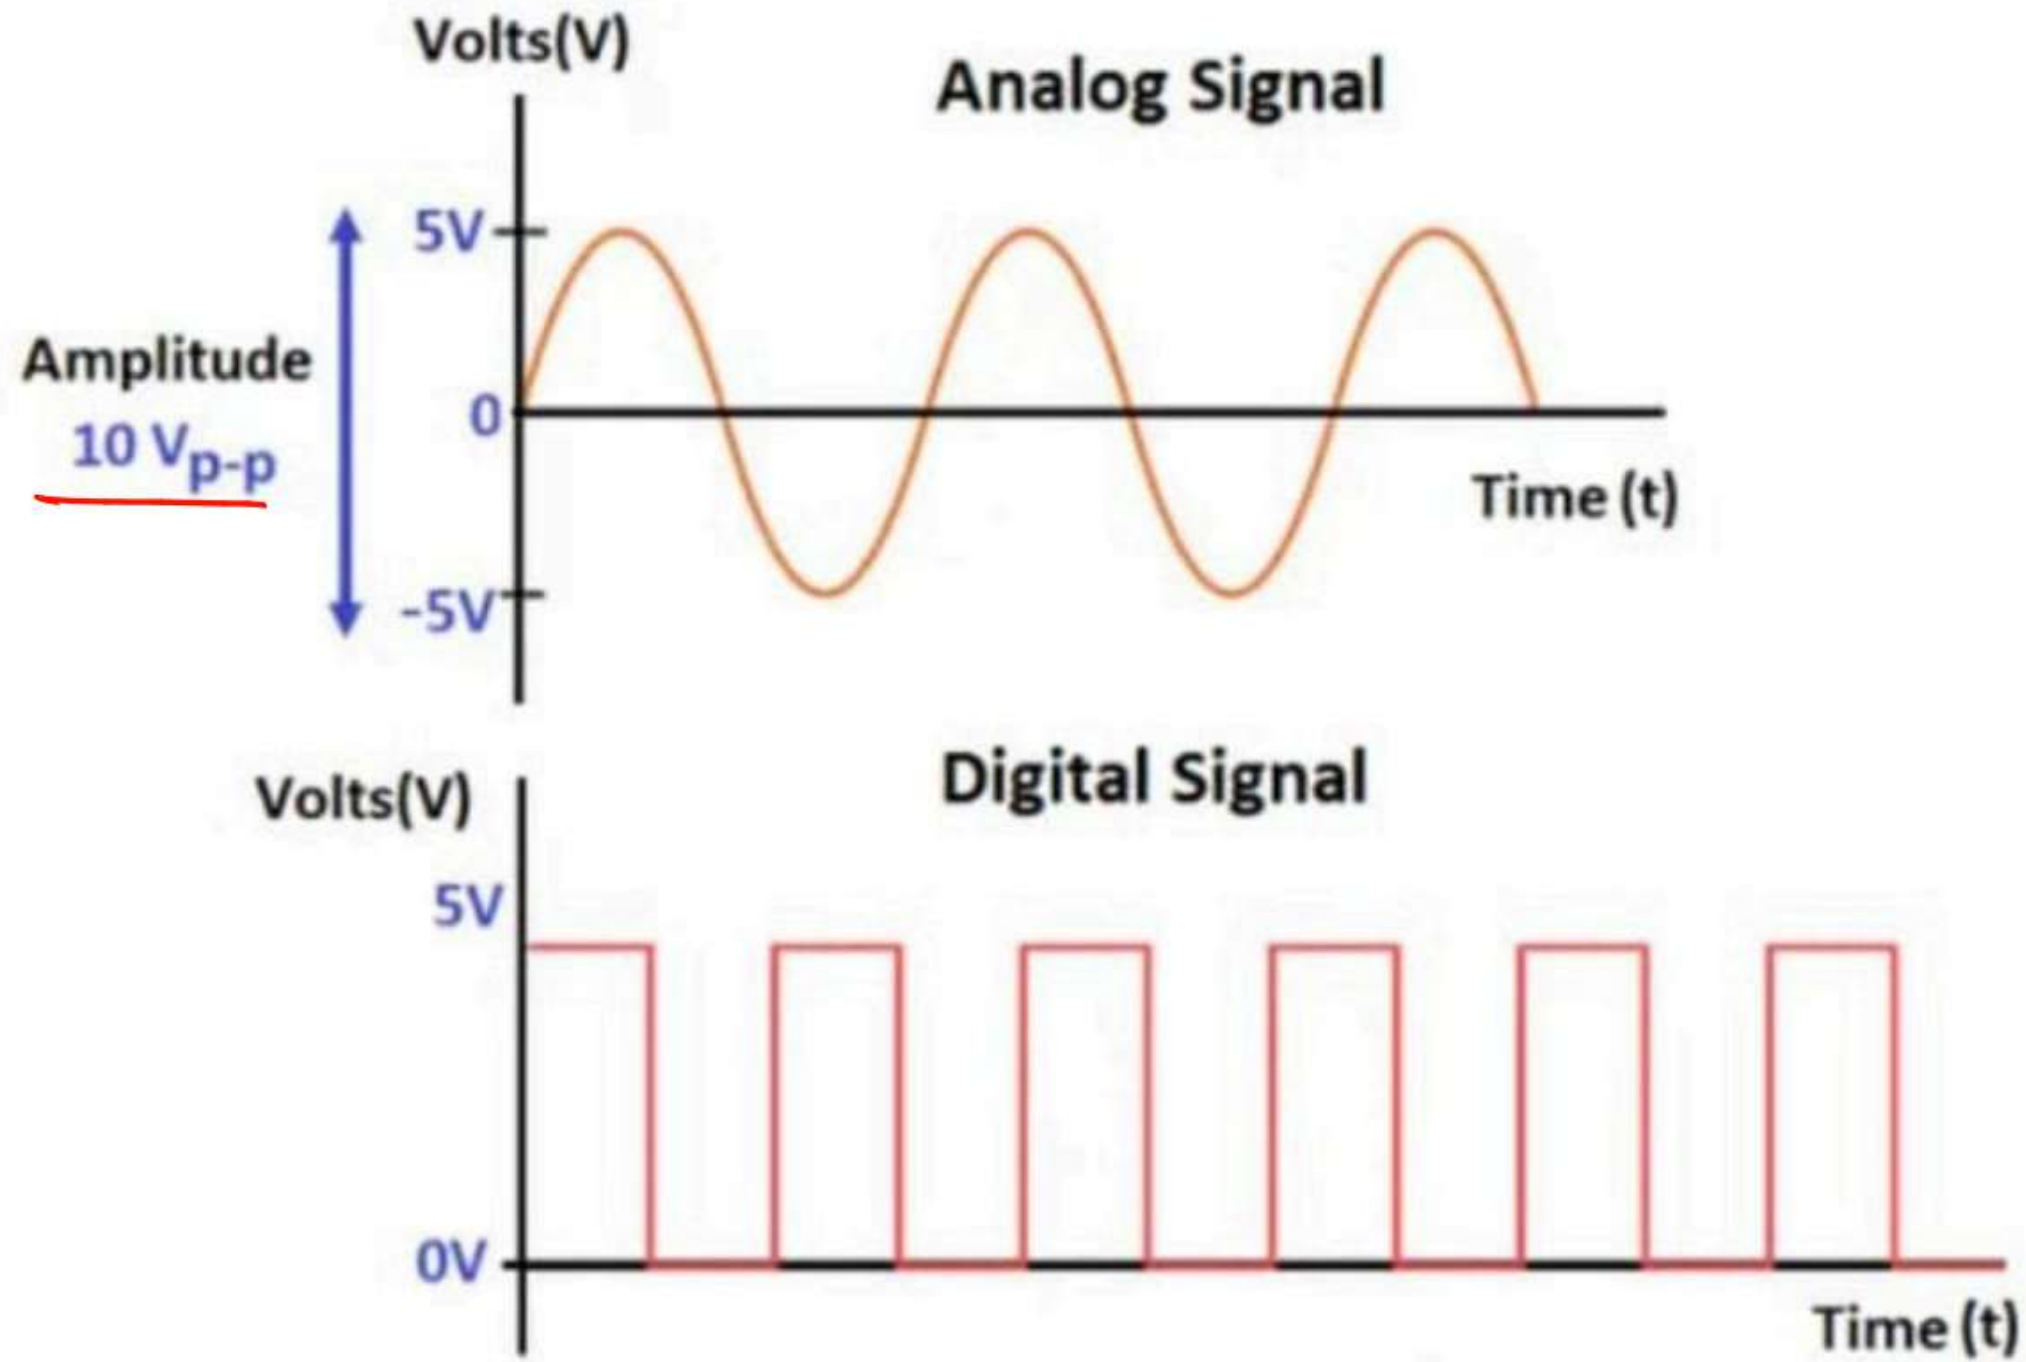 Volts(V)
Analog Signal
5V
Amplitude
10 Vp-p
0
Time (t)
-5V
Digital Signal
Volts(V)
5V
0V
Time (t)